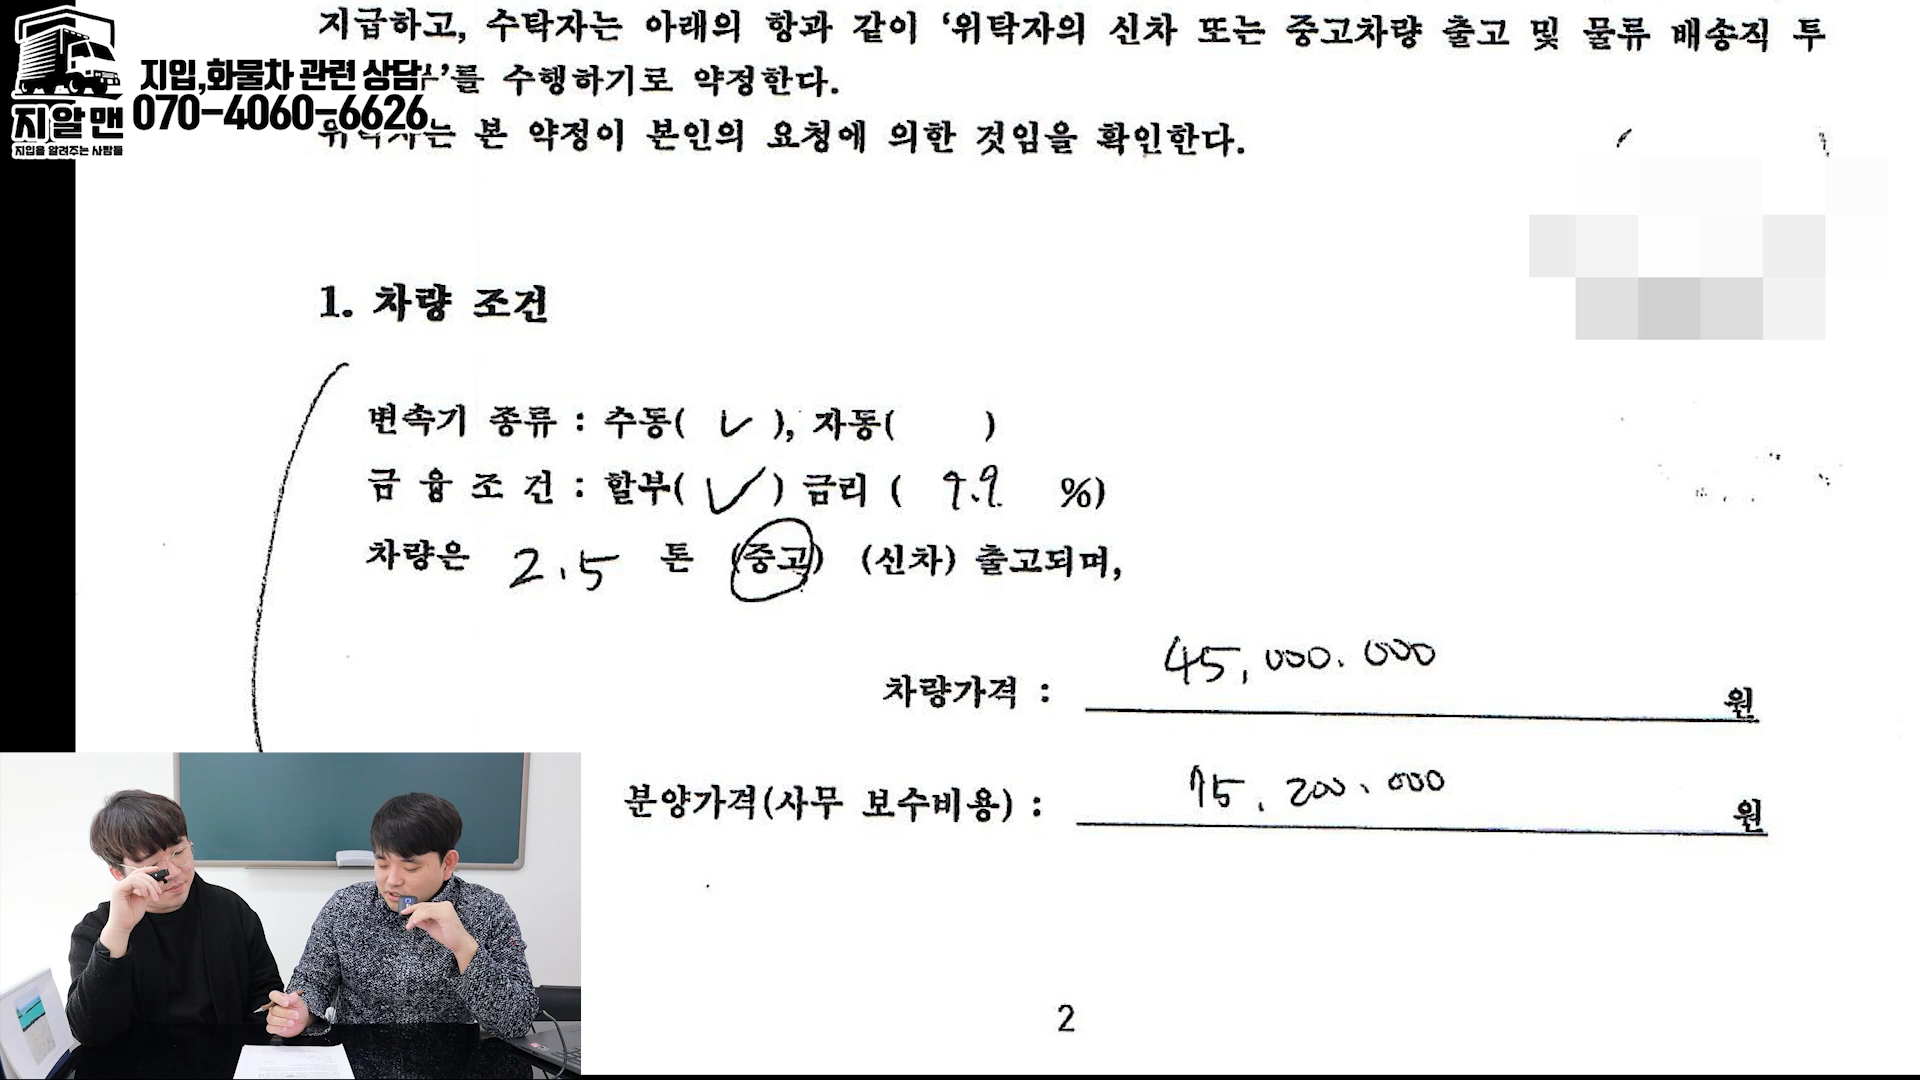 지급하고, 수탁자는 아래의 항과 같이 ‘위탁자의 신차 또는 중고차량 출고 및 물류 배송직 투
’를 수행하기로 약정한다.
는 본 약정이 본인의 요청에 의한 것임을 확인한다.
지입,화물차 관련 상담
070-4060-6626
지알맨
지입을 알려주는 사람들
1. 차량 조건
변속기 종류 : 수동( ✓ ), 자동( )
금 융 조 건 : 할부( ✓ ) 금리 ( 9.9 %)
차량은 2.5 톤 (중고) (신차) 출고되며,
차량가격 : 45,000.000 원
분양가격(사무 보수비용) : 15,200.000 원
2